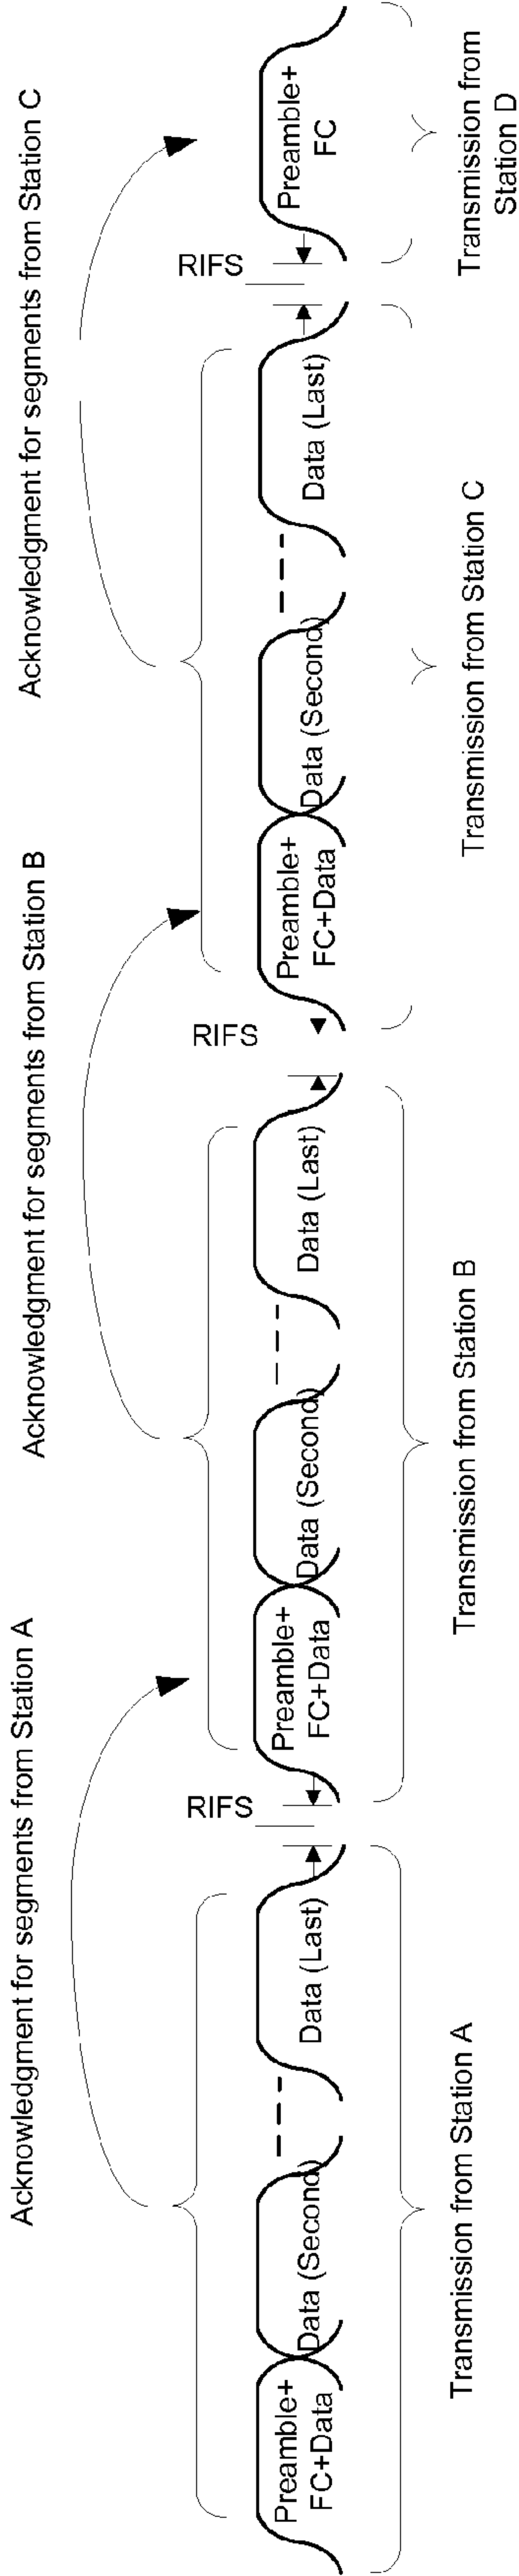 Acknowledgment for segments from Station A
Acknowledgment for segments from Station B
Acknowledgment for segments from Station C
RIFS
RIFS
RIFS
Preamble+
FC+Data
Data (Second)
Data (Last)
Preamble+
FC+Data
Data (Second)
Data (Last)
Preamble+
FC+Data
Data (Second)
Data (Last)
Preamble+
FC
Transmission from Station A
Transmission from Station B
Transmission from Station C
Transmission from
Station D